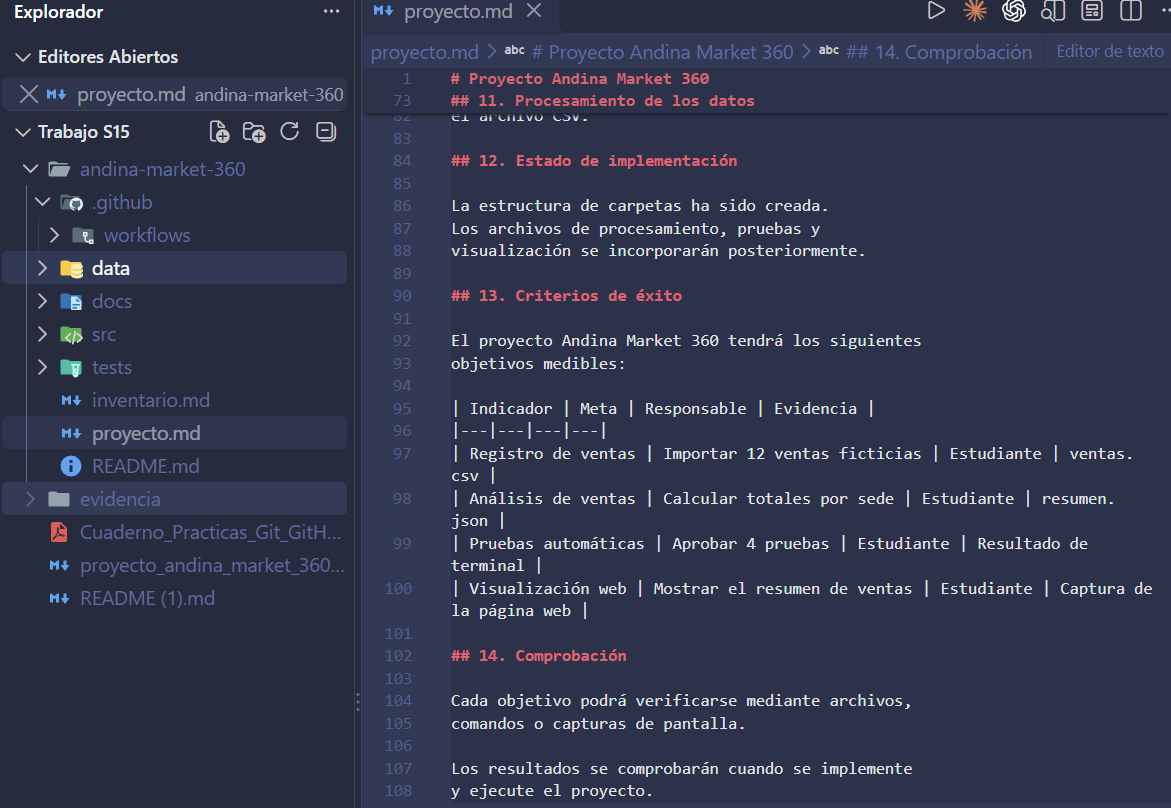 Explorador
Editores Abiertos
proyecto.md andina-market-360
Trabajo S15
andina-market-360
.github
workflows
data
docs
src
tests
inventario.md
proyecto.md
README.md
evidencia
Cuaderno_Practicas_Git_GitH...
proyecto_andina_market_360...
README (1).md
proyecto.md
proyecto.md > abc # Proyecto Andina Market 360 > abc ## 14. Comprobación
Editor de texto
1 # Proyecto Andina Market 360
73 ## 11. Procesamiento de los datos
82 el archivo CSV.
83
84 ## 12. Estado de implementación
85
86 La estructura de carpetas ha sido creada.
87 Los archivos de procesamiento, pruebas y
88 visualización se incorporarán posteriormente.
89
90 ## 13. Criterios de éxito
91
92 El proyecto Andina Market 360 tendrá los siguientes
93 objetivos medibles:
94
95 | Indicador | Meta | Responsable | Evidencia |
96 |---|---|---|---|
97 | Registro de ventas | Importar 12 ventas ficticias | Estudiante | ventas.
csv |
98 | Análisis de ventas | Calcular totales por sede | Estudiante | resumen.
json |
99 | Pruebas automáticas | Aprobar 4 pruebas | Estudiante | Resultado de
terminal |
100 | Visualización web | Mostrar el resumen de ventas | Estudiante | Captura de
la página web |
101
102 ## 14. Comprobación
103
104 Cada objetivo podrá verificarse mediante archivos,
105 comandos o capturas de pantalla.
106
107 Los resultados se comprobarán cuando se implemente
108 y ejecute el proyecto.